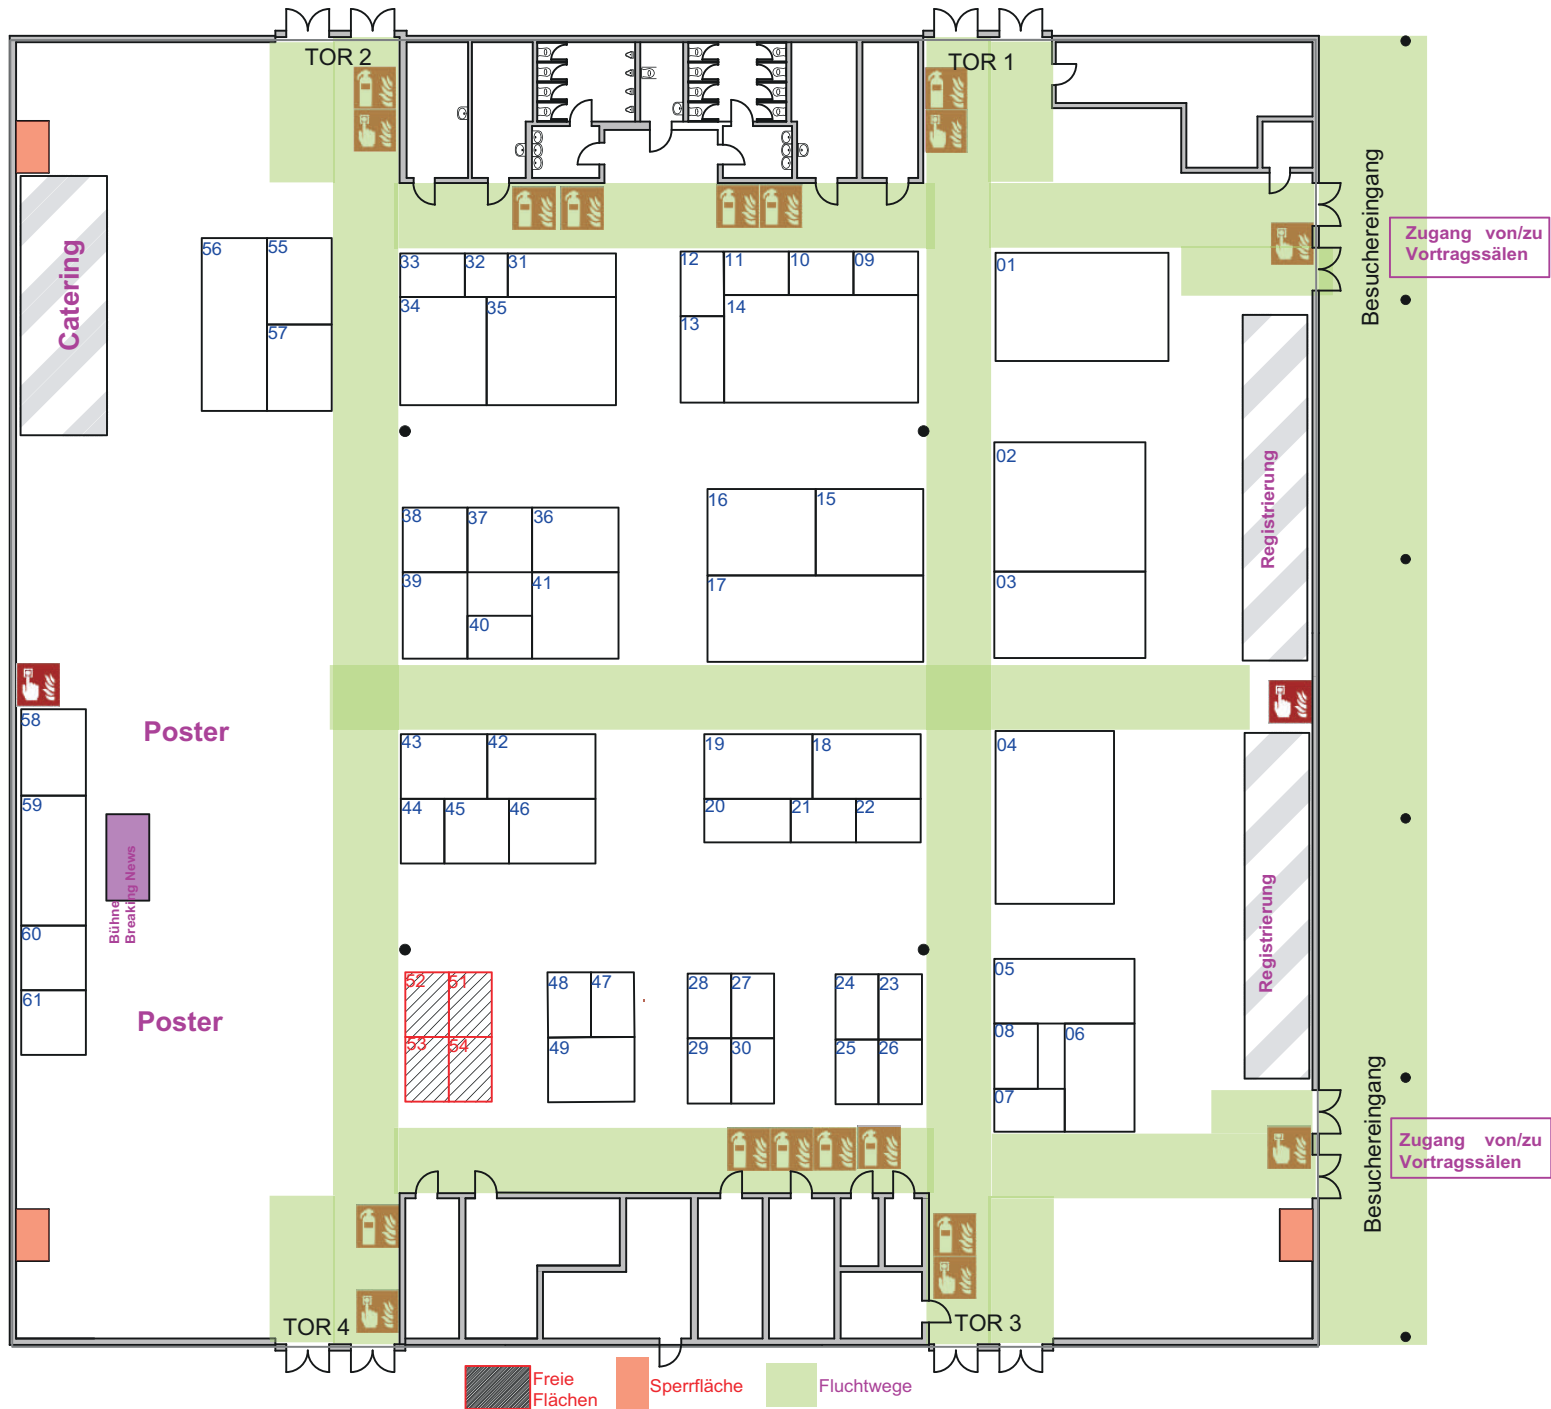 TOR 2
TOR 1
Besuchereingang
Zugang von/zu
Vortragssälen
Catering
56
55
57
33
32
31
34
35
12
11
10
09
13
14
01
02
03
Registrierung
38
37
36
39
40
41
16
15
17
58
59
60
61
Poster
Bühne
Breaking News
Poster
43
42
44
45
46
19
18
20
21
22
04
Registrierung
52
51
53
54
48
47
49
28
27
29
30
24
23
25
26
05
08
06
07
Besuchereingang
Zugang von/zu
Vortragssälen
TOR 4
TOR 3
Freie
Flächen
Sperrfläche
Fluchtwege